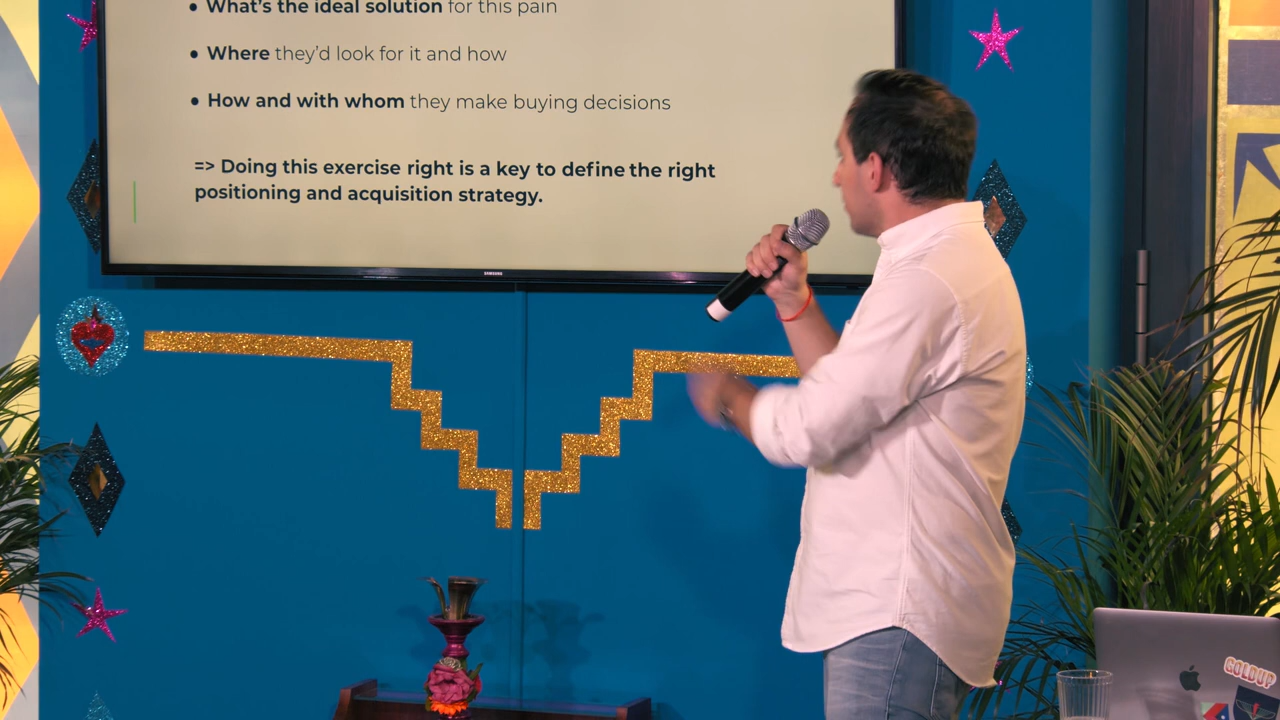 • What's the ideal solution for this pain
• Where they'd look for it and how
• How and with whom they make buying decisions
=> Doing this exercise right is a key to define the right
positioning and acquisition strategy.
SAMSUNG
GOLDUP